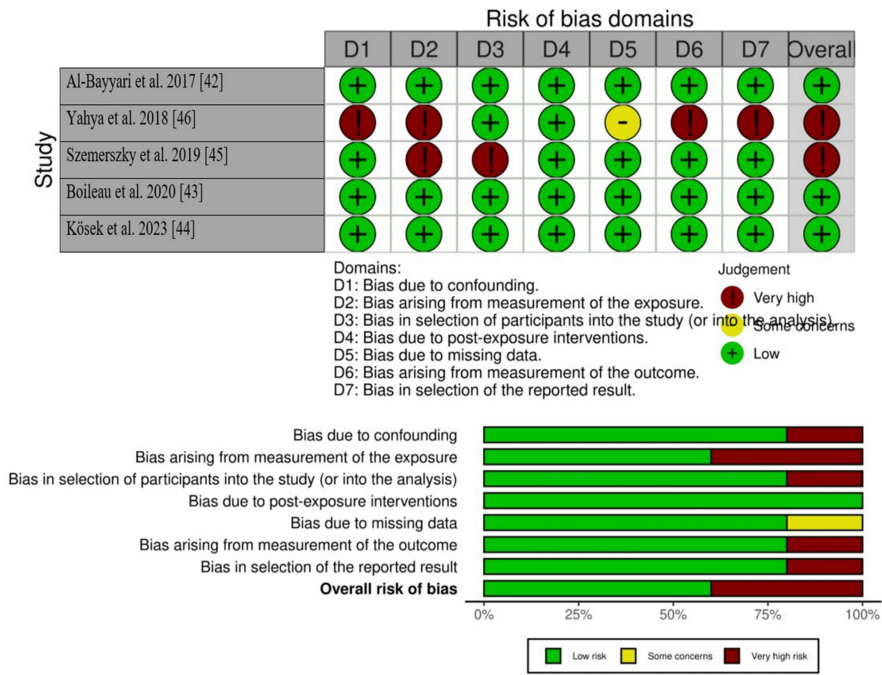 Risk of bias domains
D1 D2 D3 D4 D5 D6 D7 Overall
Study
Al-Bayyari et al. 2017 [42] + + + + + + + +
Yahya et al. 2018 [46] ! ! + + - ! ! !
Szemerszky et al. 2019 [45] + ! ! + + + + !
Boileau et al. 2020 [43] + + + + + + + +
Kösek et al. 2023 [44] + + + + + + + +
Domains:
D1: Bias due to confounding.
D2: Bias arising from measurement of the exposure.
D3: Bias in selection of participants into the study (or into the analysis).
D4: Bias due to post-exposure interventions.
D5: Bias due to missing data.
D6: Bias arising from measurement of the outcome.
D7: Bias in selection of the reported result.
Judgement
! Very high
Some concerns
+ Low
Bias due to confounding
Bias arising from measurement of the exposure
Bias in selection of participants into the study (or into the analysis)
Bias due to post-exposure interventions
Bias due to missing data
Bias arising from measurement of the outcome
Bias in selection of the reported result
Overall risk of bias
0% 25% 50% 75% 100%
Low risk Some concerns Very high risk